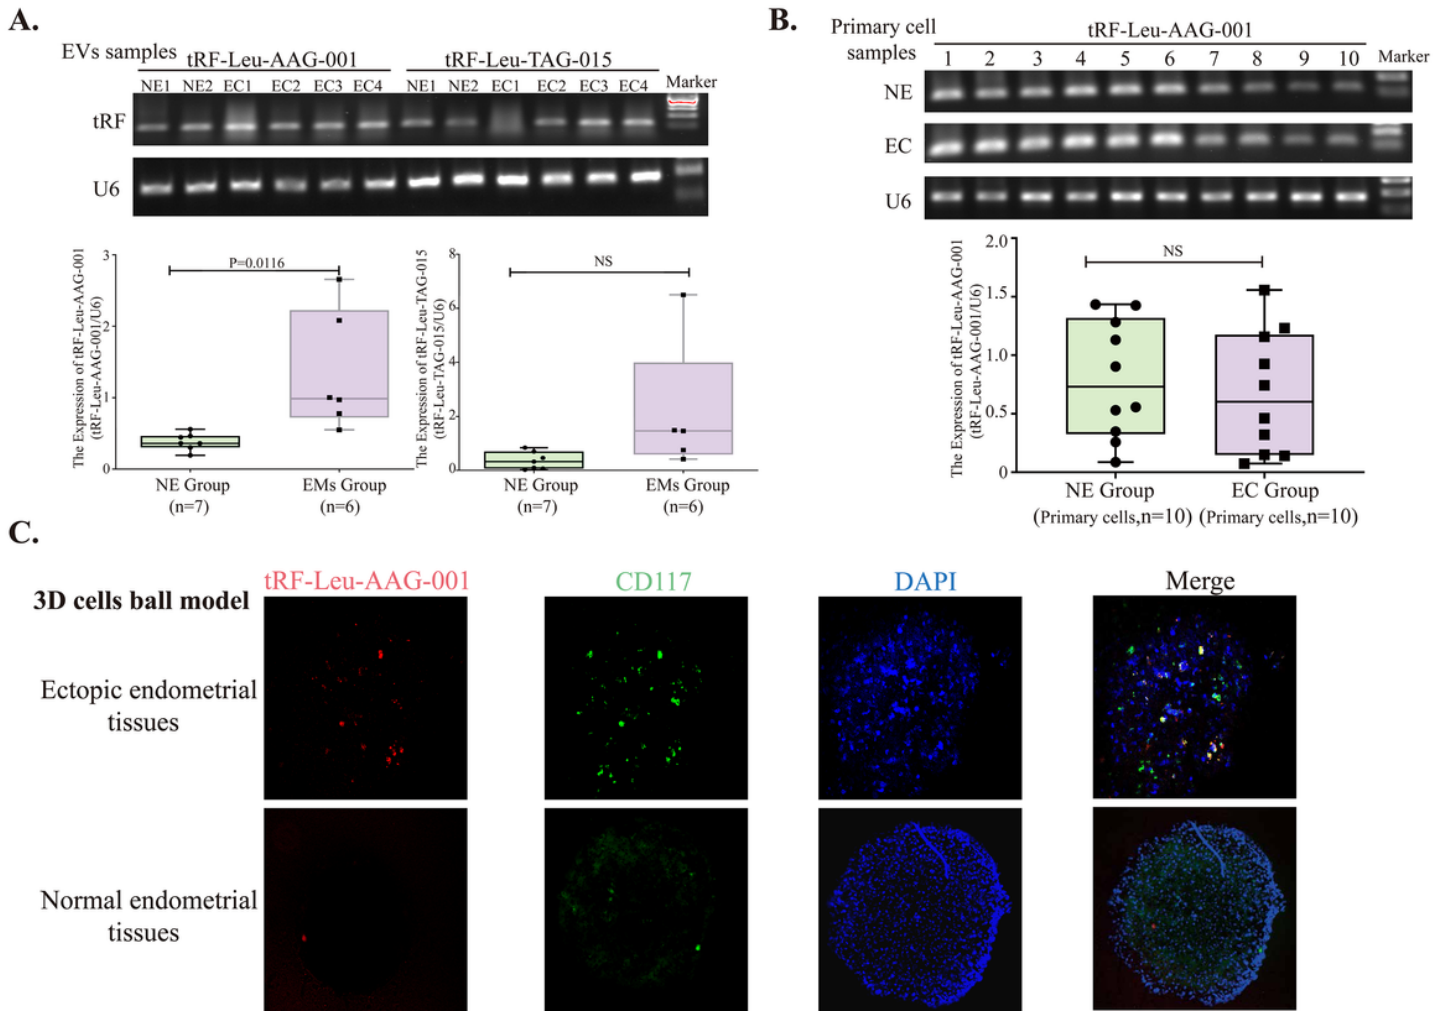 A.
EVs samples
tRF-Leu-AAG-001 tRF-Leu-TAG-015
NE1 NE2 EC1 EC2 EC3 EC4 NE1 NE2 EC1 EC2 EC3 EC4 Marker
tRF
U6
The Expression of tRF-Leu-AAG-001
(tRF-Leu-AAG-001/U6)
3
2
1
0
P=0.0116
NE Group
(n=7)
EMs Group
(n=6)
The Expression of tRF-Leu-TAG-015
(tRF-Leu-TAG-015/U6)
8
6
4
2
0
NS
NE Group
(n=7)
EMs Group
(n=6)
B.
Primary cell
samples
tRF-Leu-AAG-001
1 2 3 4 5 6 7 8 9 10 Marker
NE
EC
U6
The Expression of tRF-Leu-AAG-001
(tRF-Leu-AAG-001/U6)
2.0
1.5
1.0
0.5
0
NS
NE Group
(Primary cells,n=10)
EC Group
(Primary cells,n=10)
C.
3D cells ball model
tRF-Leu-AAG-001 CD117 DAPI Merge
Ectopic endometrial
tissues
Normal endometrial
tissues